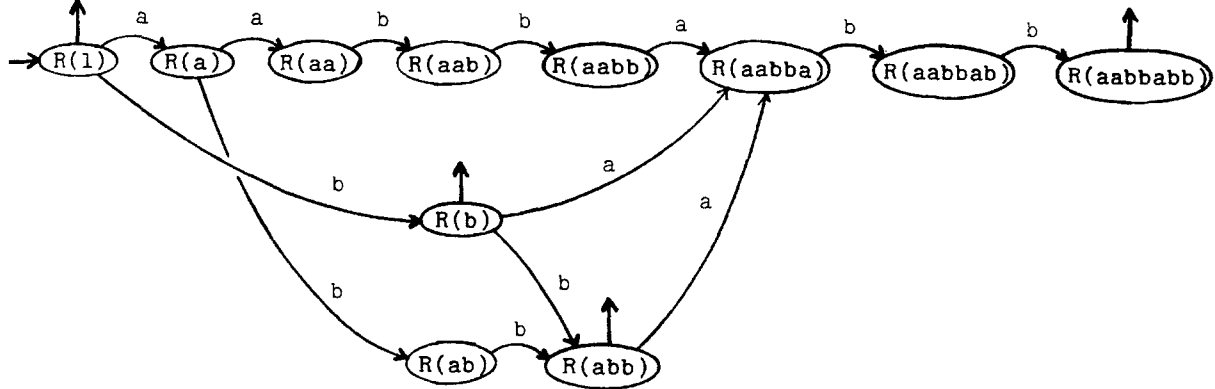 a a b b a b b
R(1) R(a) R(aa) R(aab) R(aabb) R(aabba) R(aabbab) R(aabbabb)
b a
a
R(b)
b b
b
R(ab) R(abb)